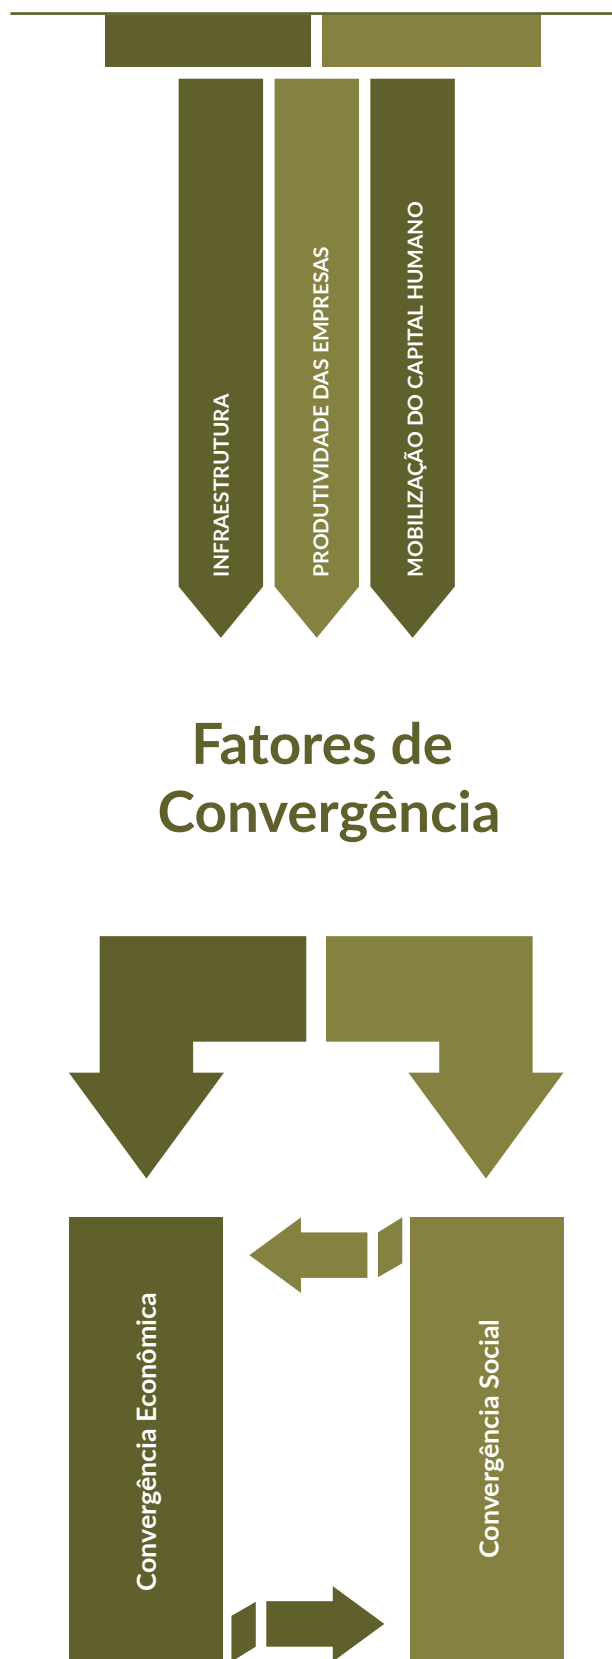 INFRAESTRUTURA
PRODUTIVIDADE DAS EMPRESAS
MOBILIZAÇÃO DO CAPITAL HUMANO
Fatores de
Convergência
Convergência Econômica
Convergência Social